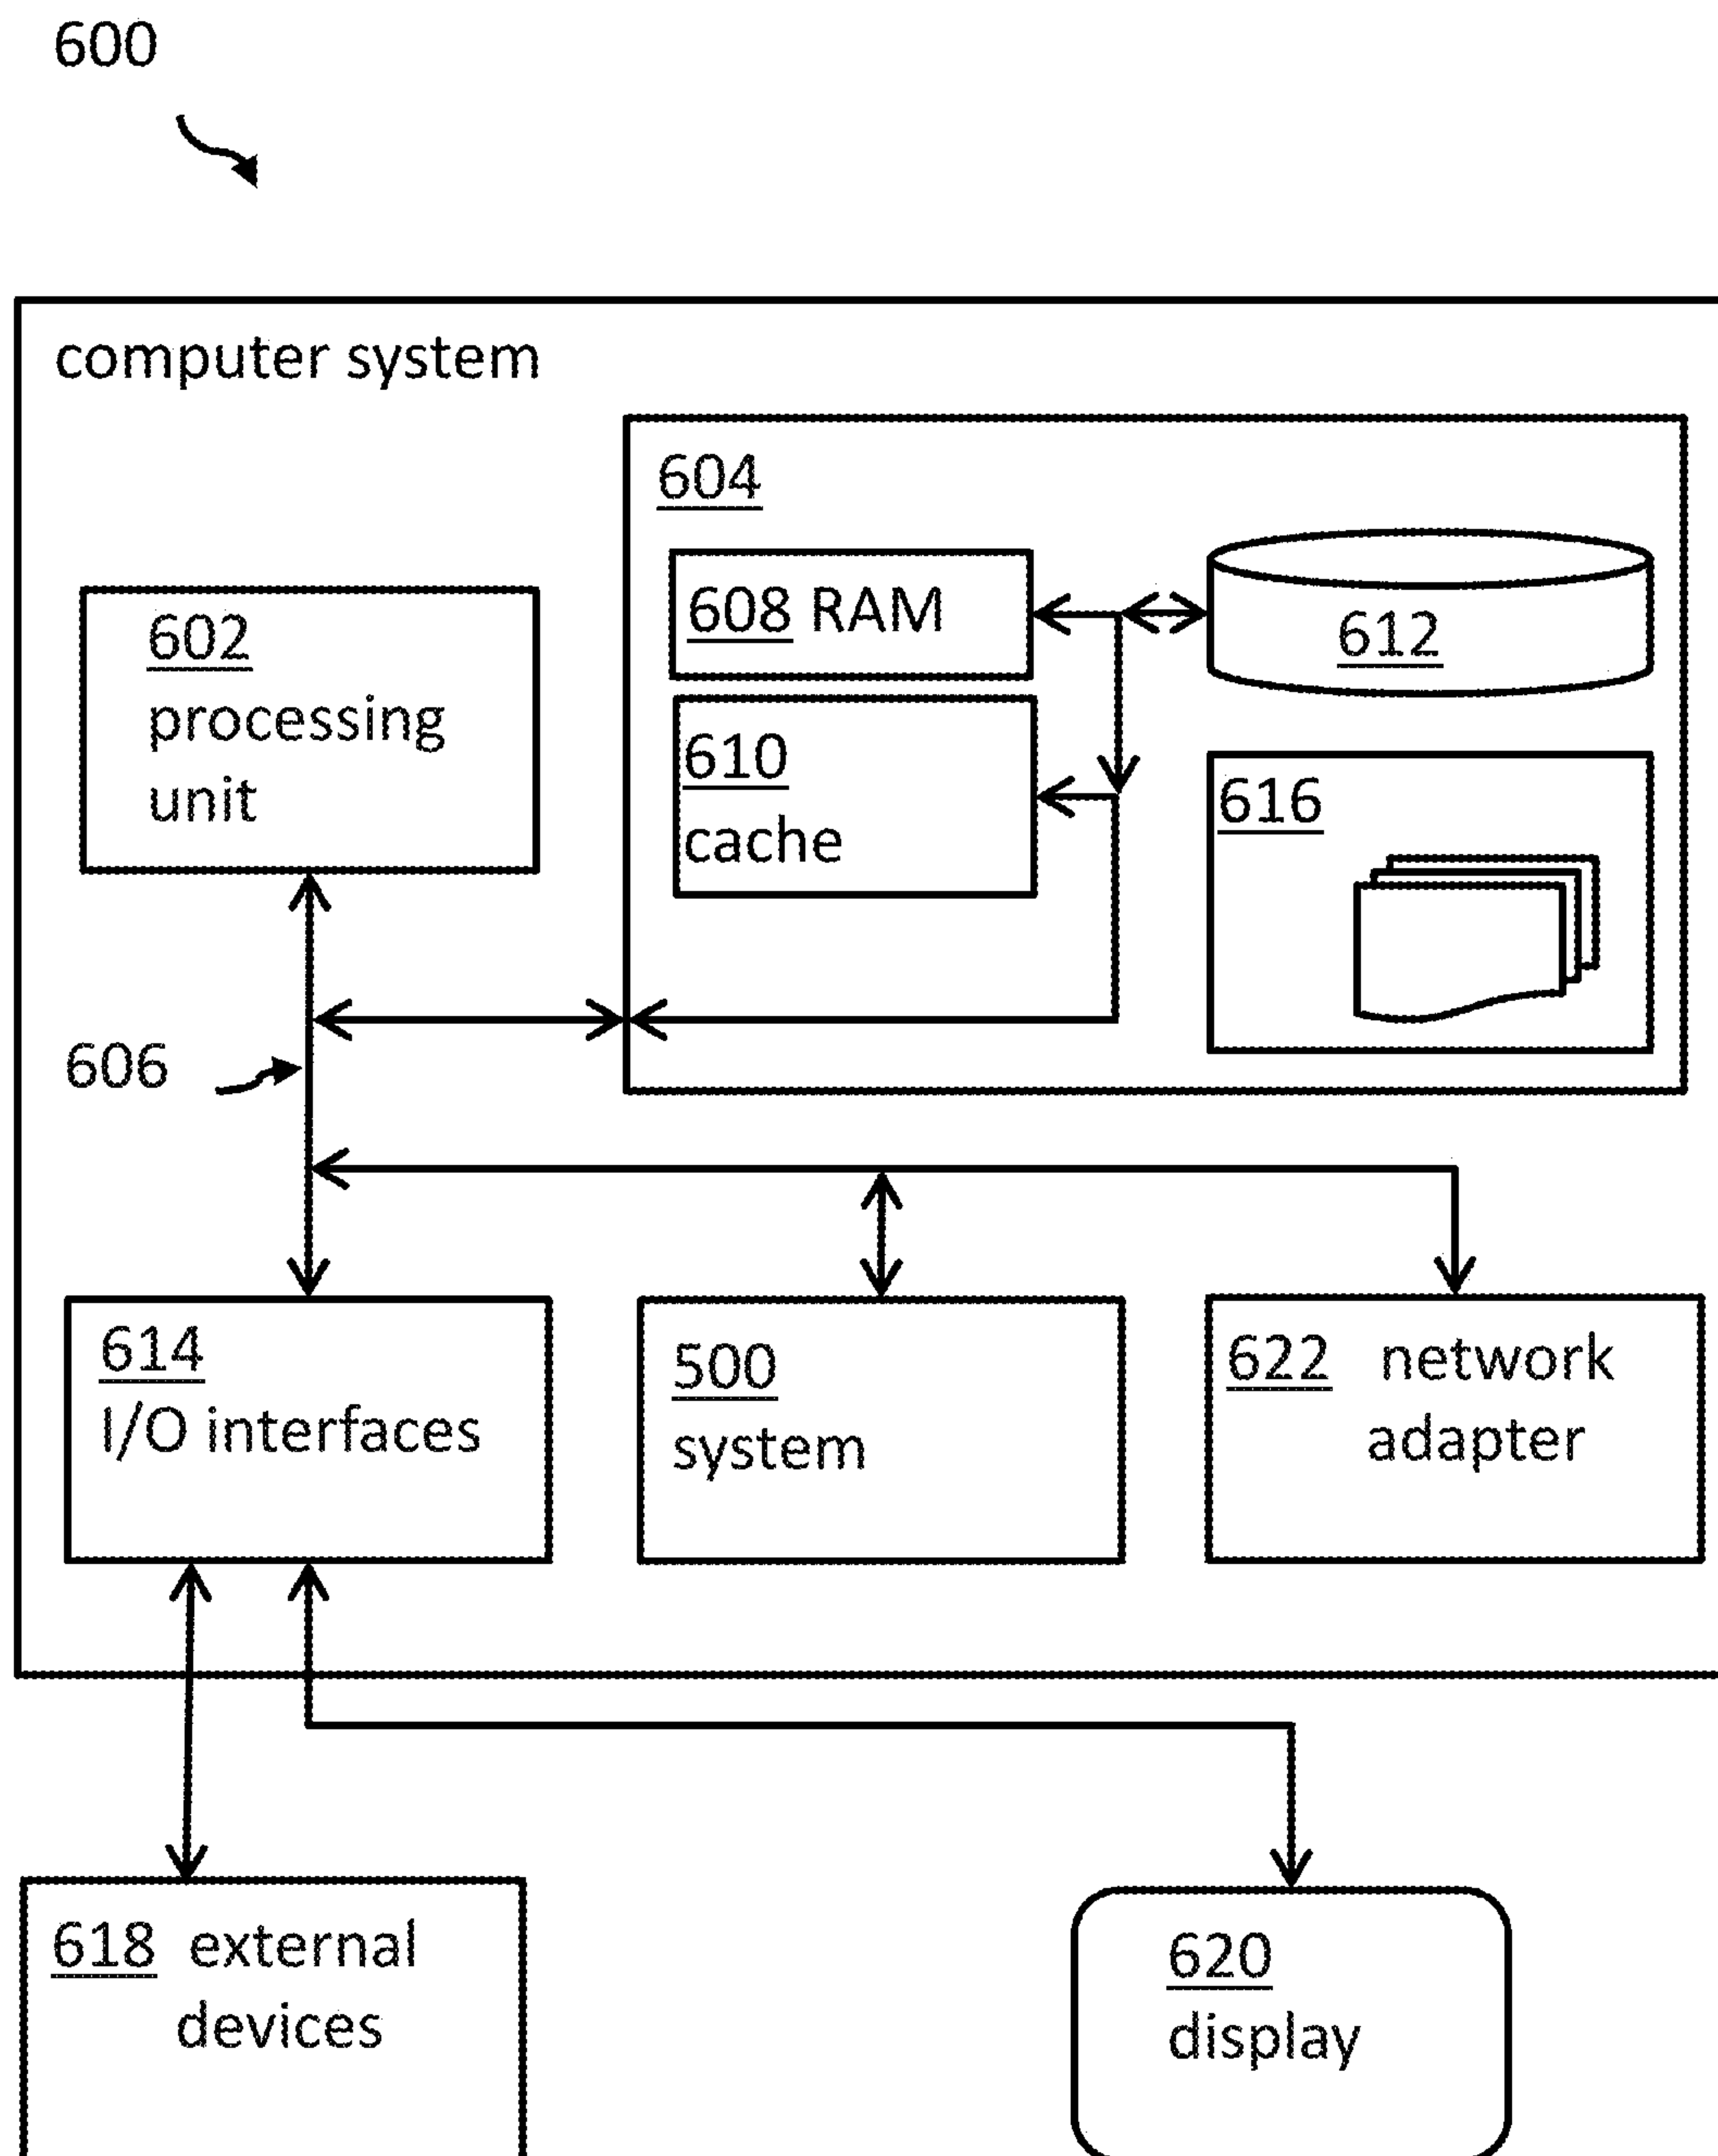 600
computer system
604
608 RAM
612
602
processing
unit
610
cache
616
606
614
I/O interfaces
500
system
622 network
adapter
618 external
devices
620
display